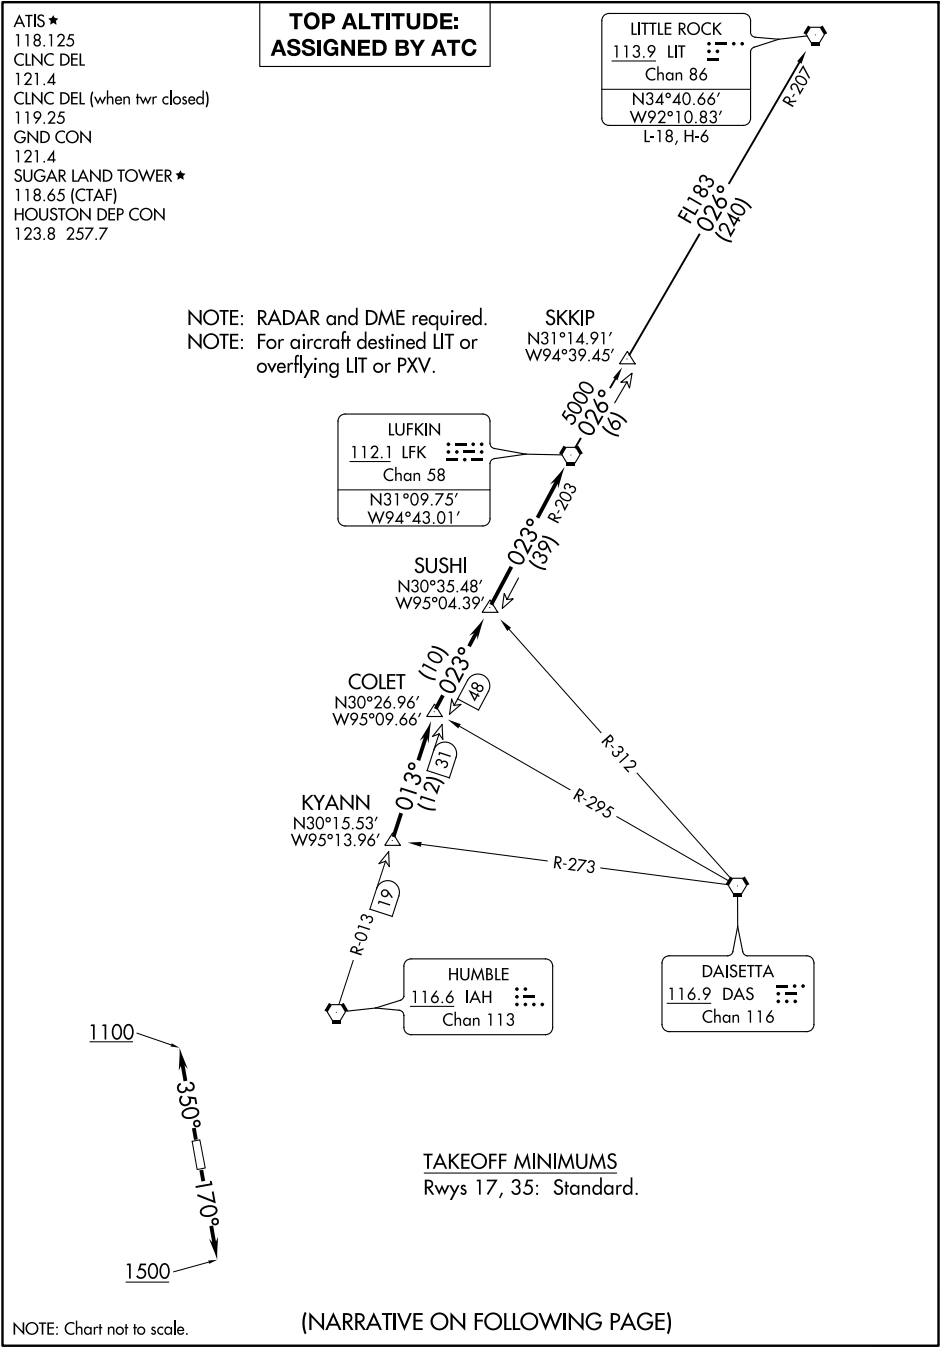 ATIS ★
118.125
CLNC DEL
121.4
CLNC DEL (when twr closed)
119.25
GND CON
121.4
SUGAR LAND TOWER ★
118.65 (CTAF)
HOUSTON DEP CON
123.8 257.7
TOP ALTITUDE:
ASSIGNED BY ATC
LITTLE ROCK
113.9 LIT
Chan 86
N34°40.66'
W92°10.83'
L-18, H-6
R-207
FL183
026°
(240)
NOTE: RADAR and DME required.
NOTE: For aircraft destined LIT or
overflying LIT or PXV.
SKKIP
N31°14.91'
W94°39.45'
5000
026°
(6)
LUFKIN
112.1 LFK
Chan 58
N31°09.75'
W94°43.01'
R-203
023°
(39)
SUSHI
N30°35.48'
W95°04.39'
(10)
023°
48
COLET
N30°26.96'
W95°09.66'
013°
(12)
31
KYANN
N30°15.53'
W95°13.96'
R-312
R-295
R-273
R-013
19
HUMBLE
116.6 IAH
Chan 113
DAISETTA
116.9 DAS
Chan 116
1100
350°
170°
1500
TAKEOFF MINIMUMS
Rwys 17, 35: Standard.
NOTE: Chart not to scale.
(NARRATIVE ON FOLLOWING PAGE)